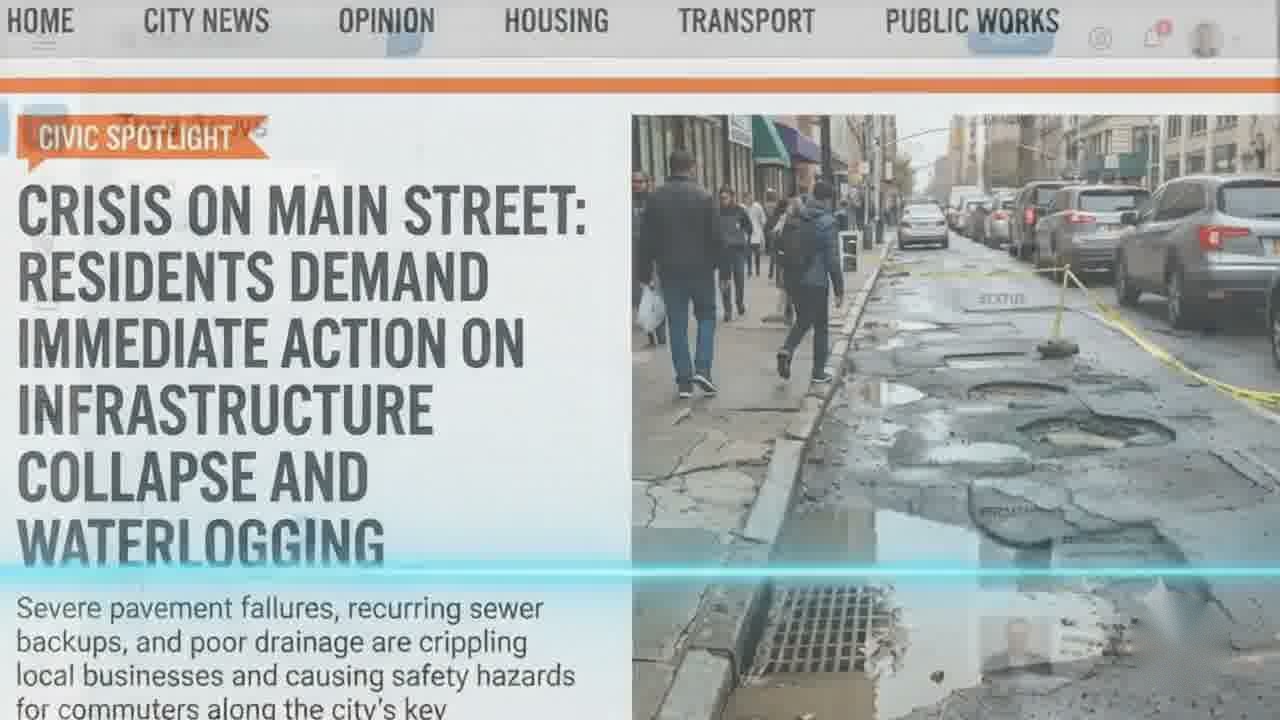 HOME CITY NEWS OPINION HOUSING TRANSPORT PUBLIC WORKS
CIVIC SPOTLIGHT
CRISIS ON MAIN STREET:
RESIDENTS DEMAND
IMMEDIATE ACTION ON
INFRASTRUCTURE
COLLAPSE AND
WATERLOGGING
Severe pavement fallures, recurring sewer
backups, and poor drainage are crippling
local businesses and causing safety hazards
for commuters along the city's key